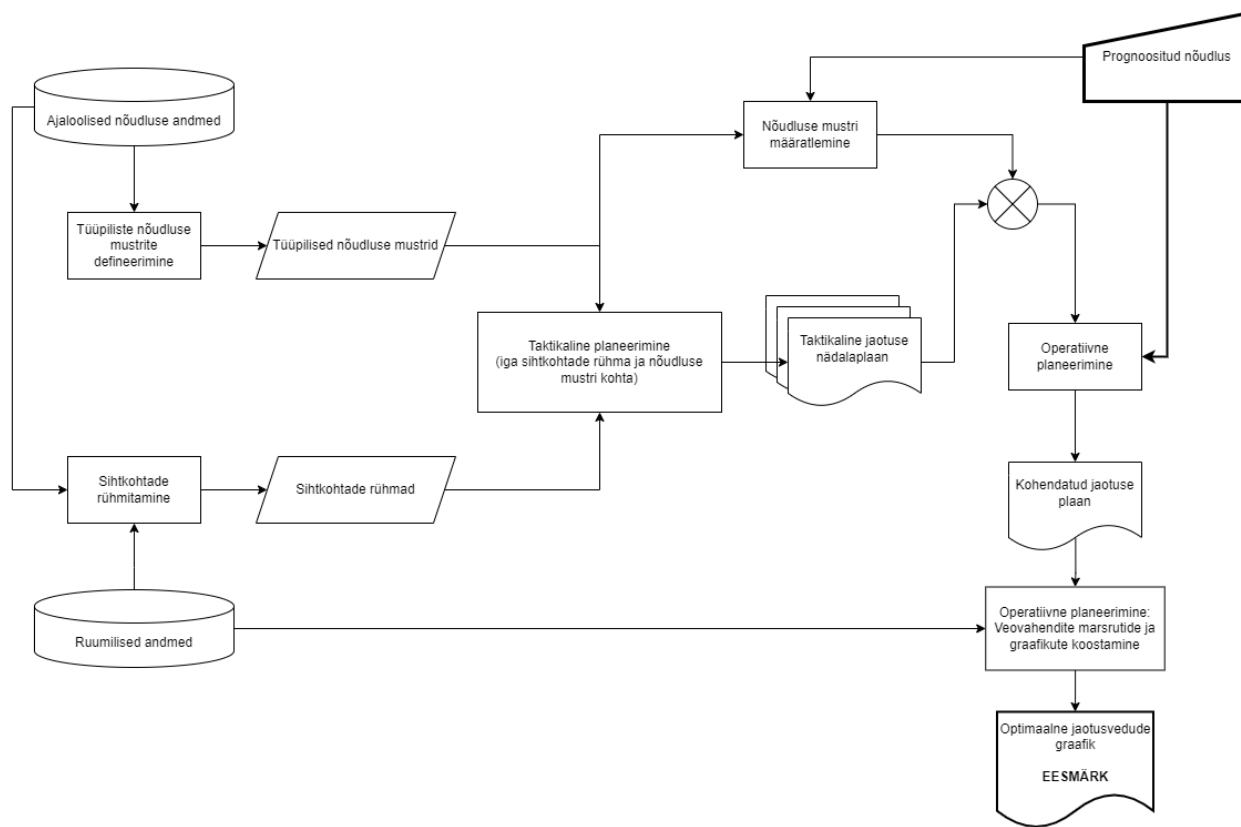 Prognoositud nõudlus
Ajaloolised nõudluse andmed
Nõudluse mustri
määratlemine
Tüüpiliste nõudluse
mustrite
defineerimine
Tüüpilised nõudluse mustrid
Taktikaline planeerimine
(iga sihtkohtade rühma ja nõudluse
mustri kohta)
Taktikaline jaotuse
nädalaplaan
Operatiivne
planeerimine
Sihtkohtade
rühmitamine
Sihtkohtade rühmad
Kohendatud jaotuse
plaan
Ruumilised andmed
Operatiivne planeerimine:
Veovahendite marsrutide ja
graafikute koostamine
Optimaalne jaotusvedude
graafik
EESMÄRK